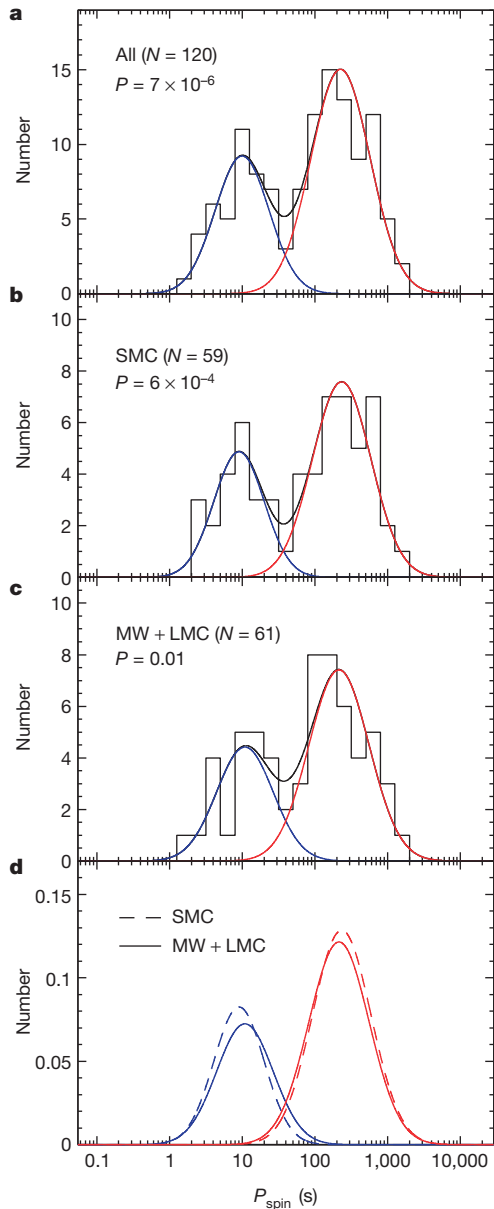 a
All (N = 120)
P = 7 × 10⁻⁶
Number
15
10
5
0
b
SMC (N = 59)
P = 6 × 10⁻⁴
Number
10
8
6
4
2
0
c
MW + LMC (N = 61)
P = 0.01
Number
10
8
6
4
2
0
d
SMC
MW + LMC
Number
0.15
0.1
0.05
0
0.1 1 10 100 1,000 10,000
Pspin (s)